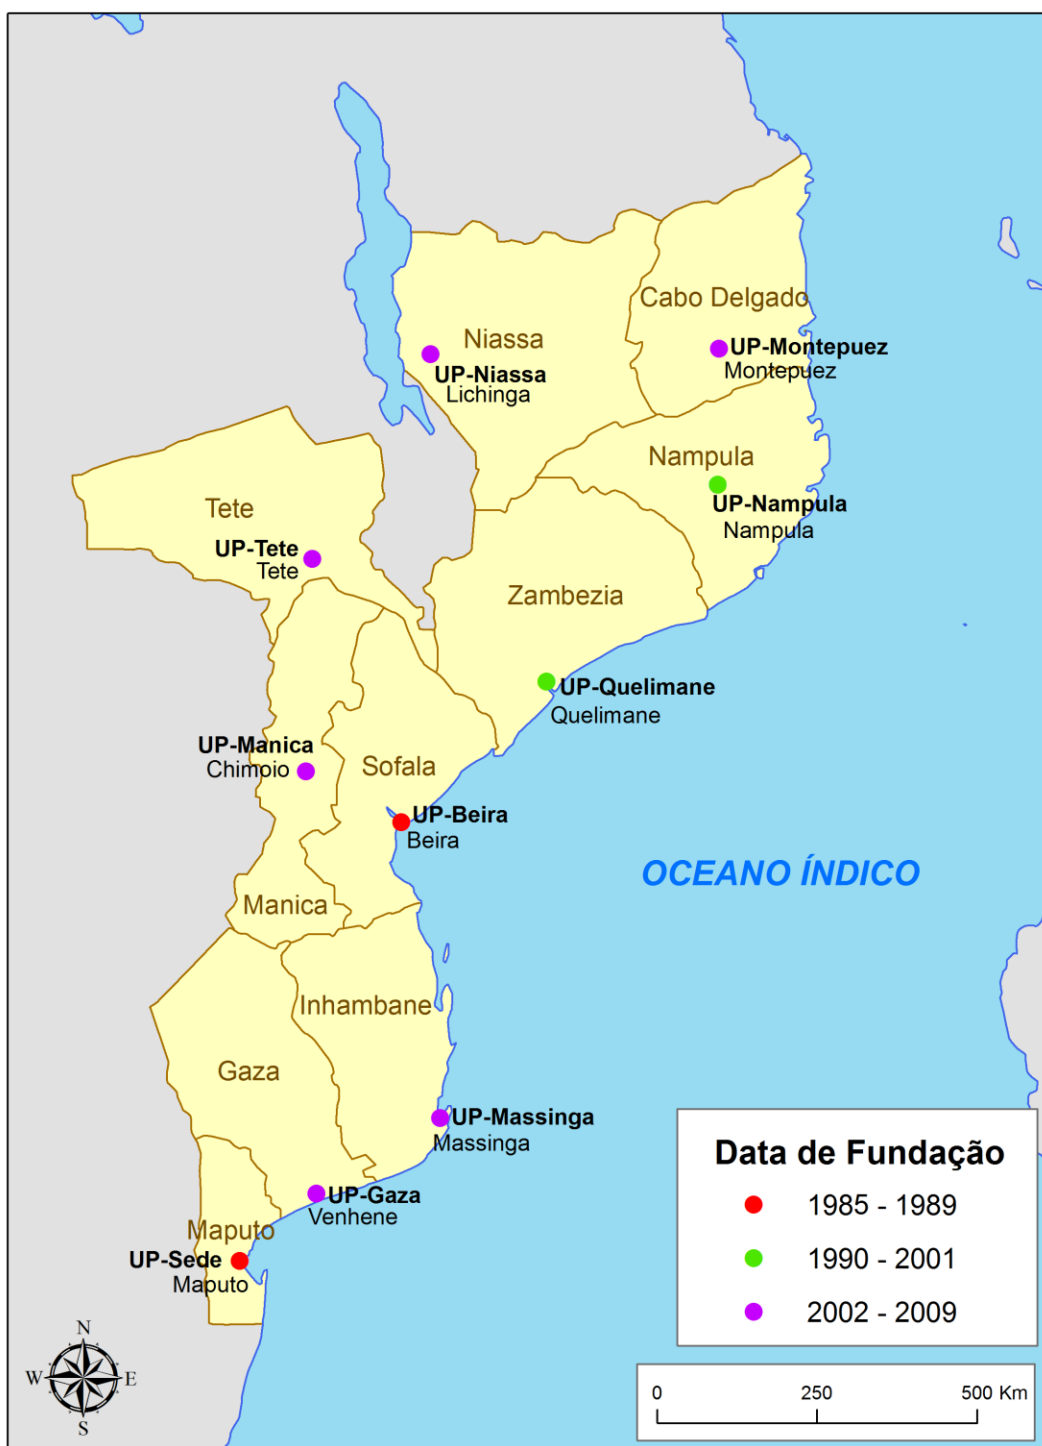 Cabo Delgado
Niassa
UP-Montepuez
Montepuez
UP-Niassa
Lichinga
Nampula
UP-Nampula
Nampula
Tete
UP-Tete
Tete
Zambezia
UP-Quelimane
Quelimane
UP-Manica
Chimoio
Sofala
UP-Beira
Beira
OCEANO ÍNDICO
Manica
Inhambane
Gaza
UP-Massinga
Massinga
UP-Gaza
Venhene
Maputo
UP-Sede
Maputo
Data de Fundação
1985 - 1989
1990 - 2001
2002 - 2009
N
W E
S
0 250 500 Km